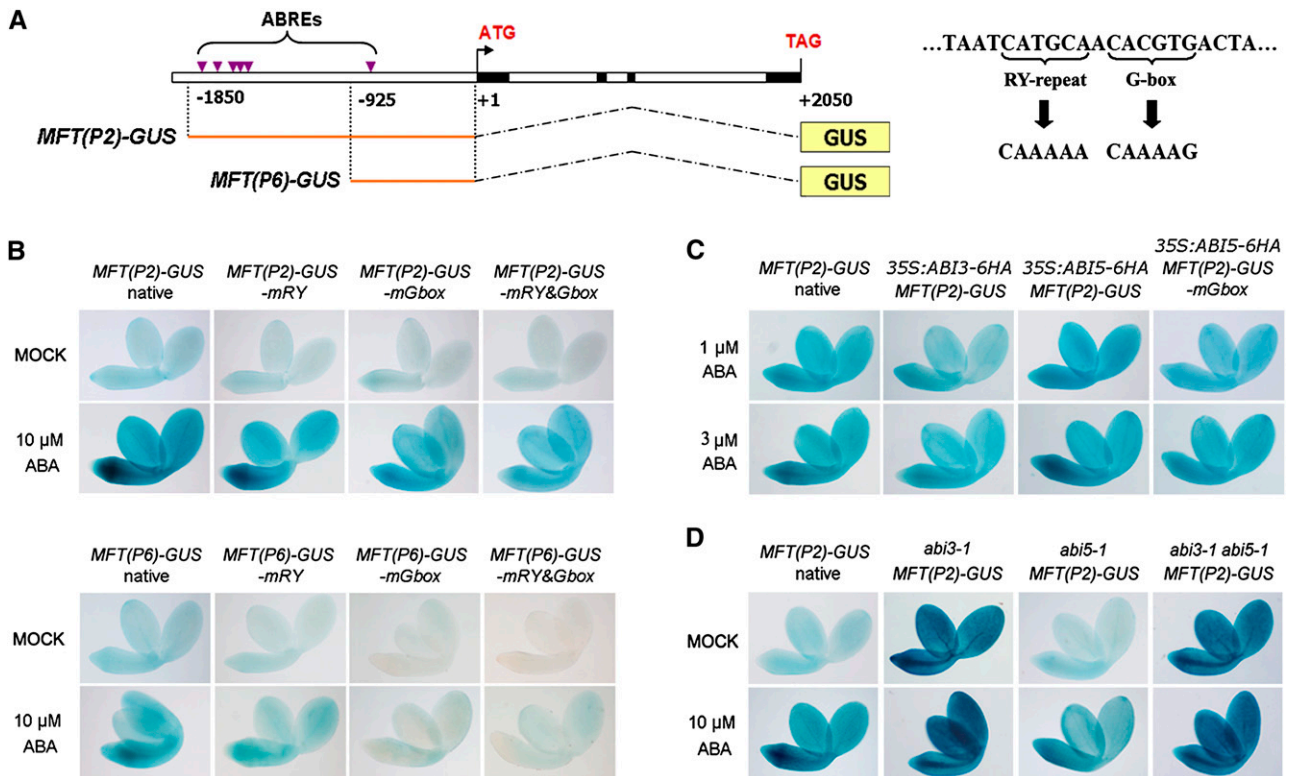 A
ABREs
ATG
TAG
-1850
-925
+1
+2050
MFT(P2)-GUS
GUS
MFT(P6)-GUS
GUS
...TAATCATGCAACACGTGACTA...
RY-repeat
G-box
CAAAAA
CAAAAG
B
MFT(P2)-GUS native
MFT(P2)-GUS -mRY
MFT(P2)-GUS -mGbox
MFT(P2)-GUS -mRY&Gbox
MOCK
10 μM ABA
MFT(P6)-GUS native
MFT(P6)-GUS -mRY
MFT(P6)-GUS -mGbox
MFT(P6)-GUS -mRY&Gbox
MOCK
10 μM ABA
C
MFT(P2)-GUS native
35S:ABI3-6HA MFT(P2)-GUS
35S:ABI5-6HA MFT(P2)-GUS
35S:ABI5-6HA MFT(P2)-GUS -mGbox
1 μM ABA
3 μM ABA
D
MFT(P2)-GUS native
abi3-1 MFT(P2)-GUS
abi5-1 MFT(P2)-GUS
abi3-1 abi5-1 MFT(P2)-GUS
MOCK
10 μM ABA